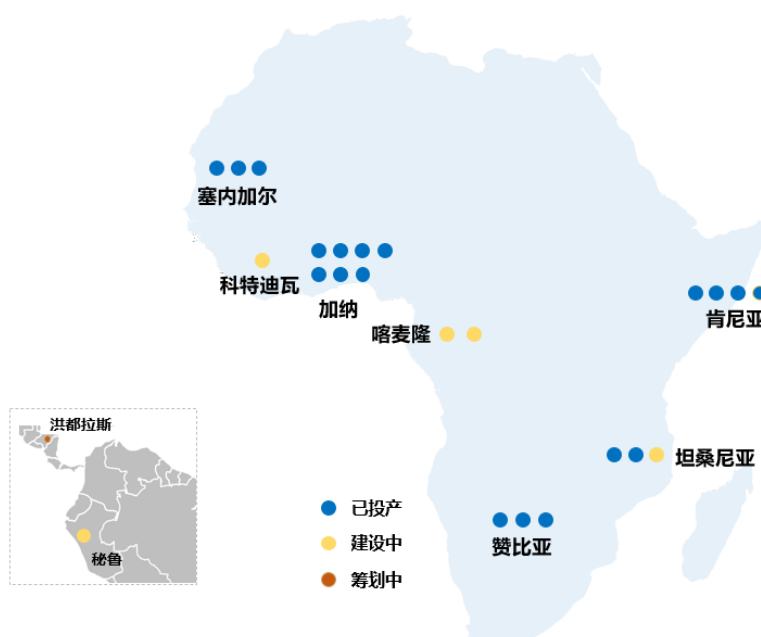 塞内加尔
科特迪瓦
加纳
喀麦隆
肯尼亚
洪都拉斯
秘鲁
坦桑尼亚
赞比亚
已投产
建设中
筹划中